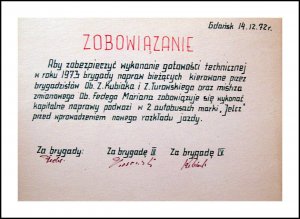 Gdańsk 14.12.72r.
ZOBOWIĄZANIE
Aby zabezpieczyć wykonanie gotowości technicznej
w roku 1973 brygady napraw bieżących kierowane przez
brygadzistów Ob. Z. Kubiaka i Z. Turowskiego oraz mistrza
zmianowego Ob. Fedega Mariana zobowiązuje się wykonać
kapitalne naprawy podwozi w 2 autobusach marki „Jelcz”
przed wprowadzeniem nowego rozkładu jazdy.
Za brygady: Za brygadę III Za brygadę IX